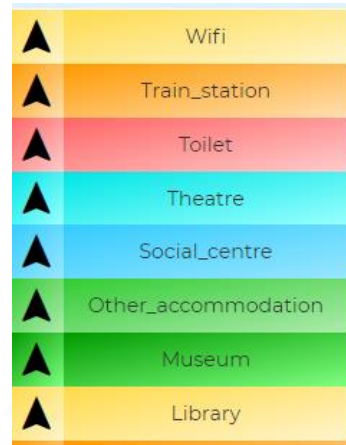 Wifi
Train_station
Toilet
Theatre
Social_centre
Other_accommodation
Museum
Library